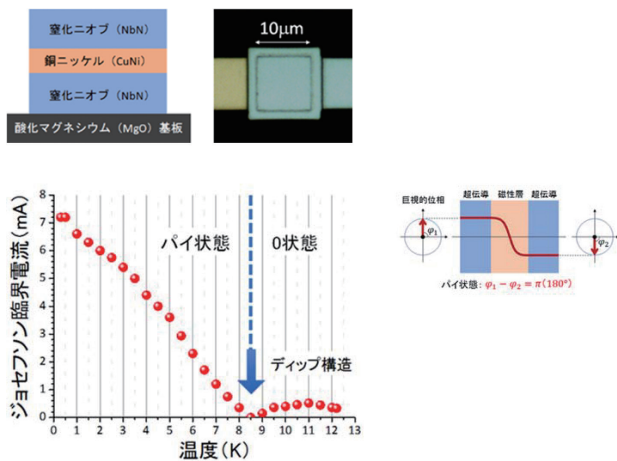 窒化ニオブ（NbN）
銅ニッケル（CuNi）
窒化ニオブ（NbN）
酸化マグネシウム（MgO）基板
10μm
ジョセフソン臨界電流(mA)
8
7
6
5
4
3
2
1
0
パイ状態
0状態
ディップ構造
0 1 2 3 4 5 6 7 8 9 10 11 12 13
温度(K)
巨視的位相
超伝導 磁性層 超伝導
φ1
φ2
パイ状態：φ1 − φ2 = π(180°)